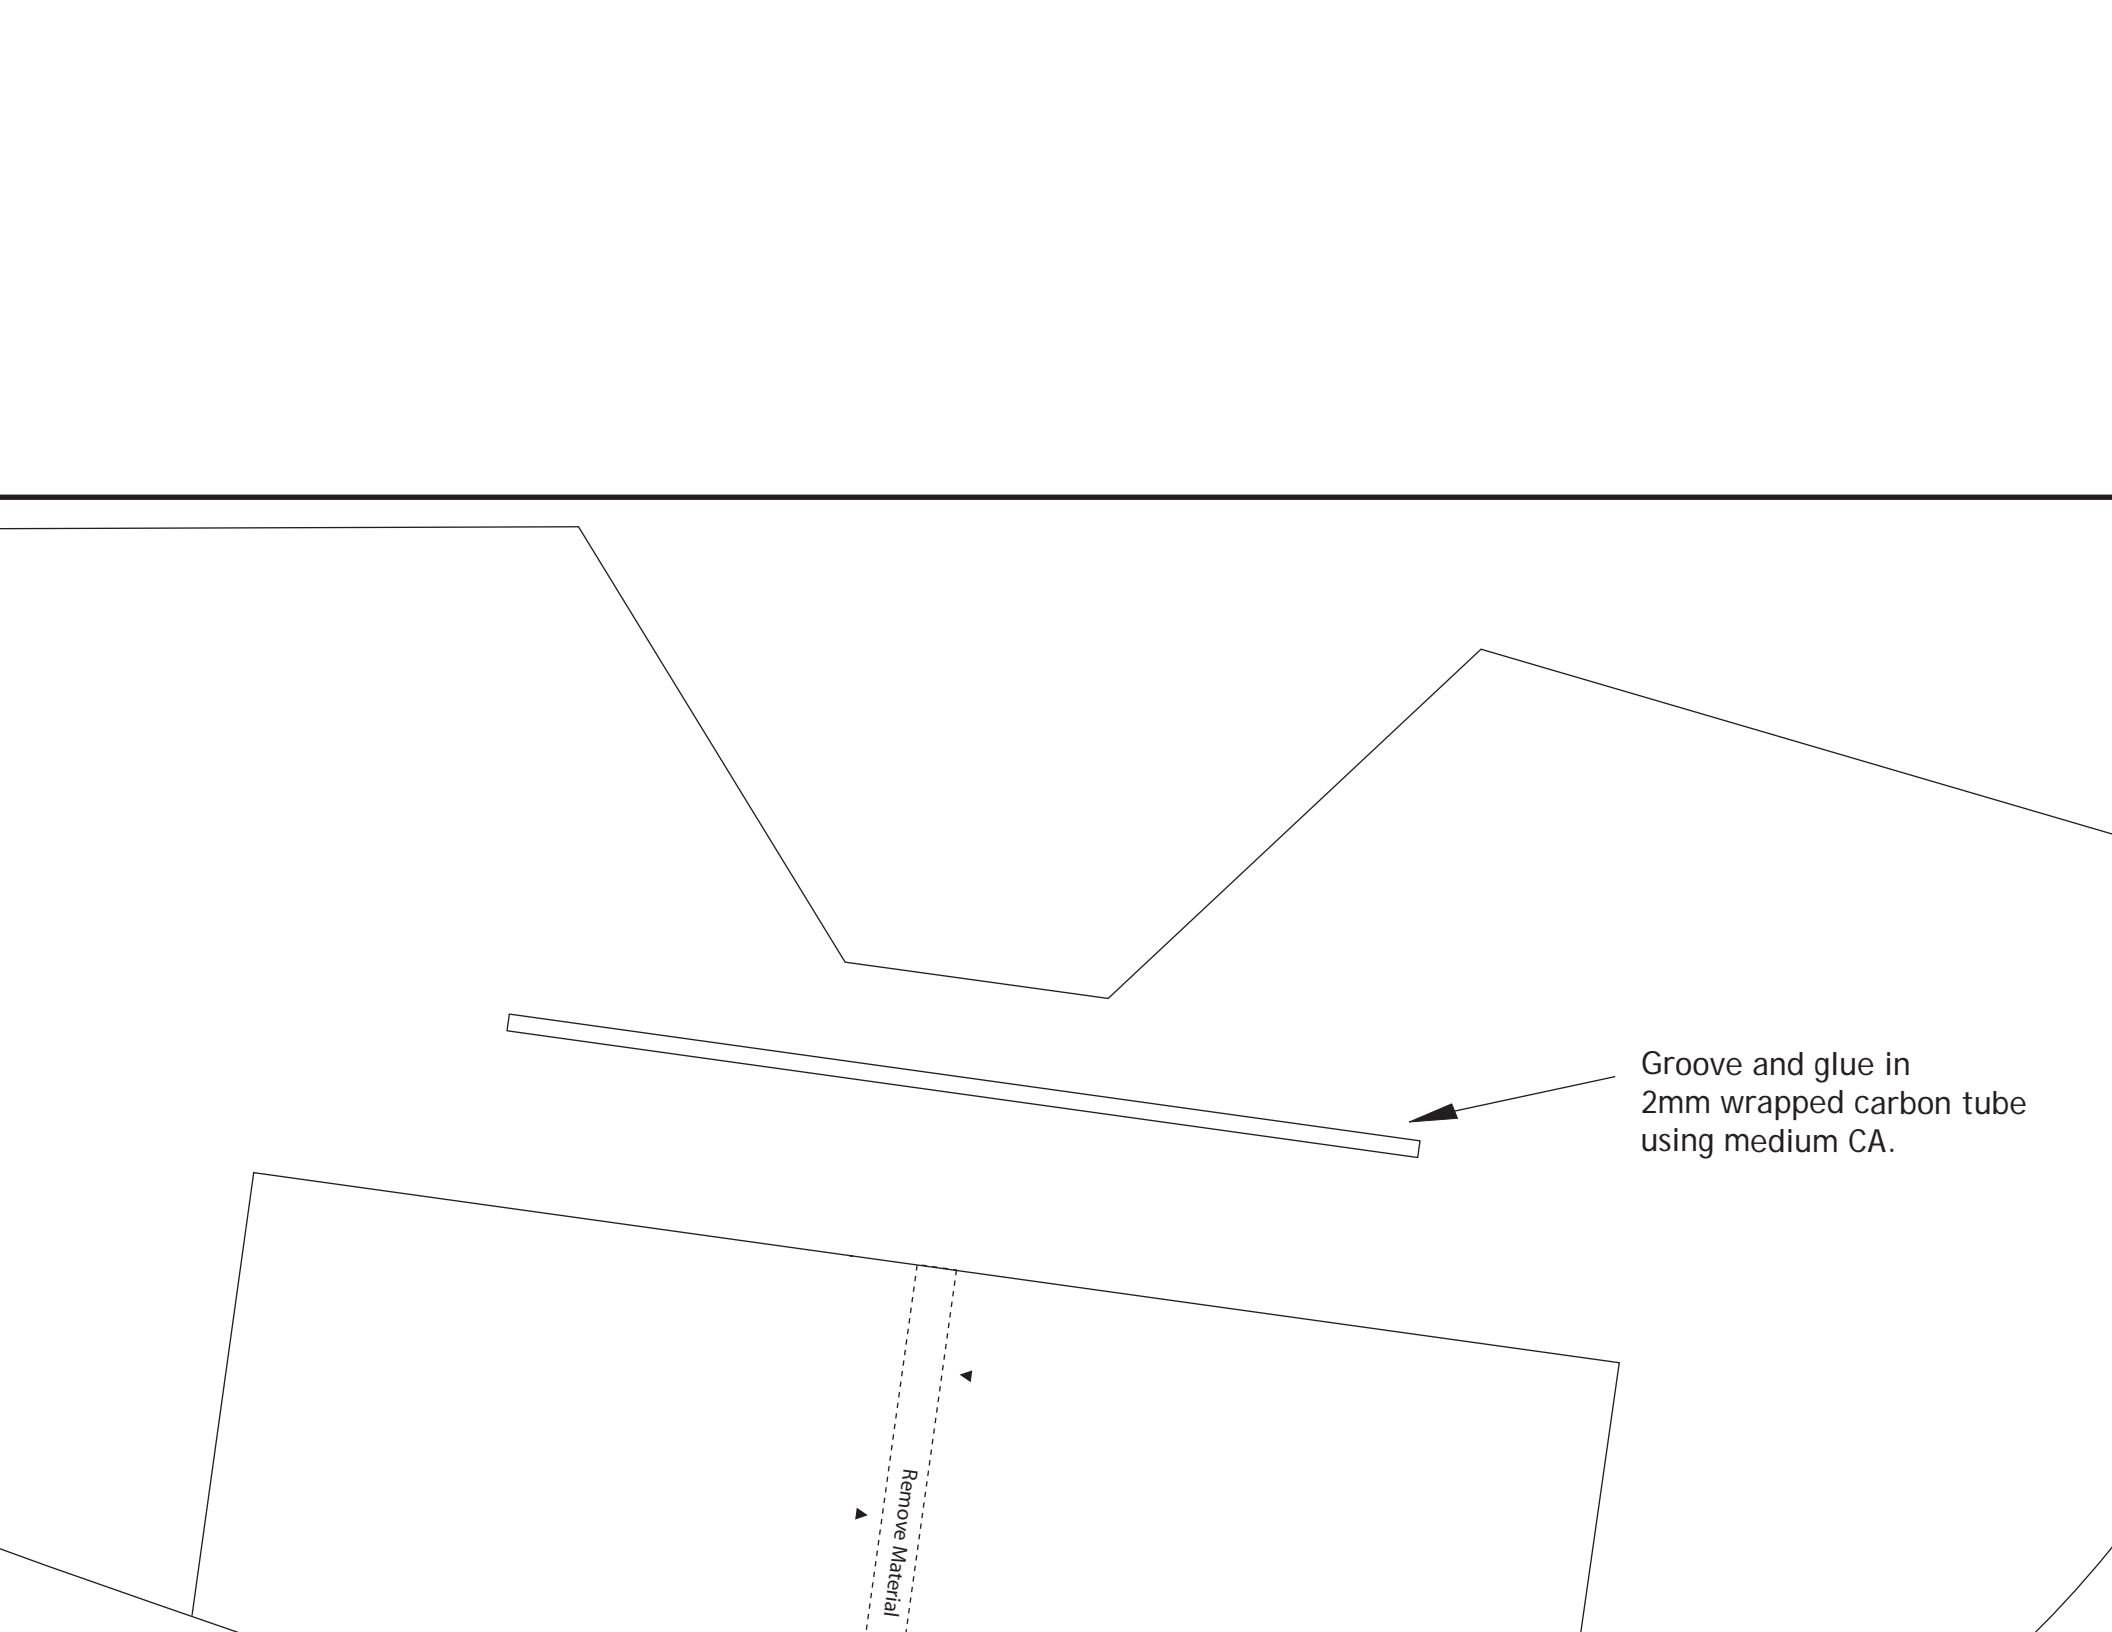 Groove and glue in
2mm wrapped carbon tube
using medium CA.
Remove Material